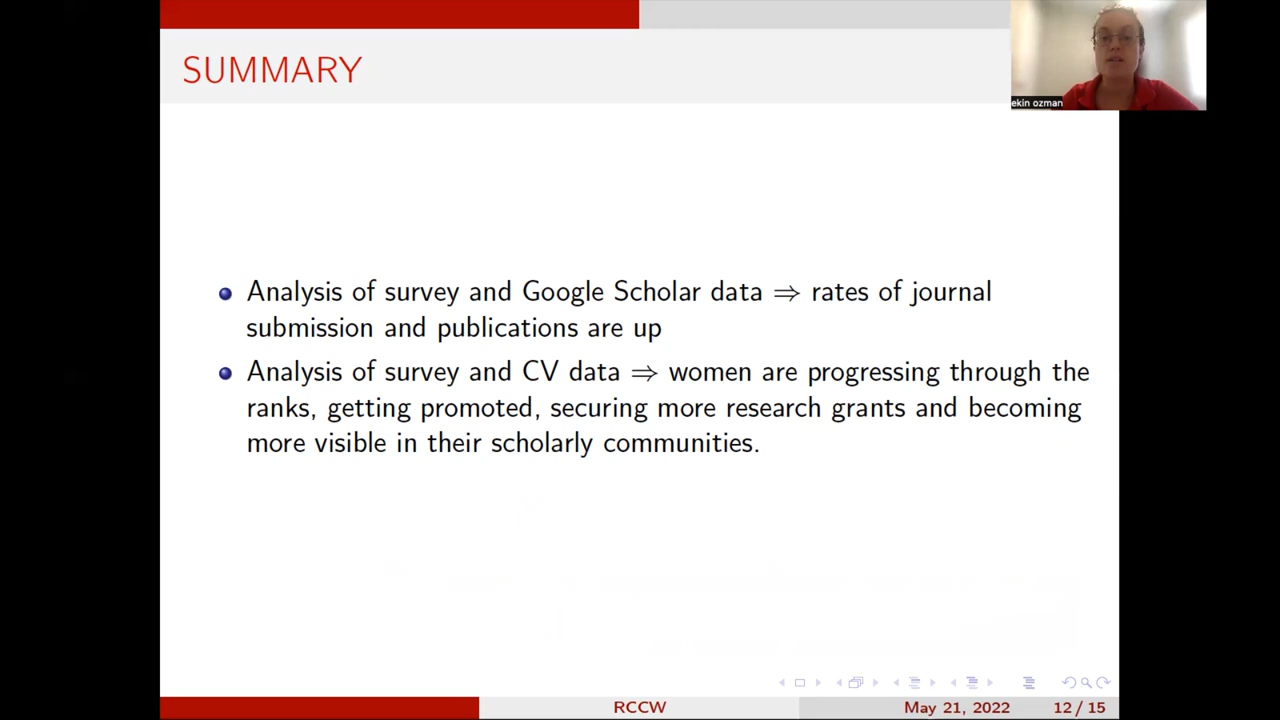 SUMMARY
ekin ozman
Analysis of survey and Google Scholar data ⇒ rates of journal
submission and publications are up
Analysis of survey and CV data ⇒ women are progressing through the
ranks, getting promoted, securing more research grants and becoming
more visible in their scholarly communities.
RCCW
May 21, 2022
12 / 15